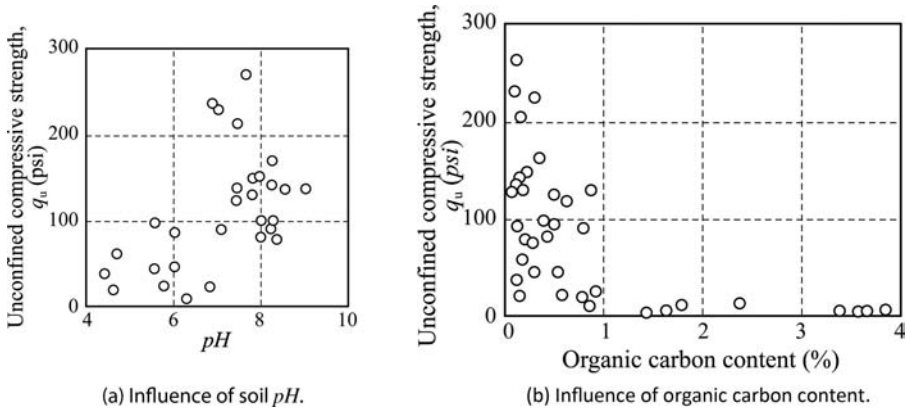 Unconfined compressive strength,
qu (psi)
300
200
100
0
4
6
8
10
pH
(a) Influence of soil pH.
Unconfined compressive strength,
qu (psi)
300
200
100
0
0
1
2
3
4
Organic carbon content (%)
(b) Influence of organic carbon content.